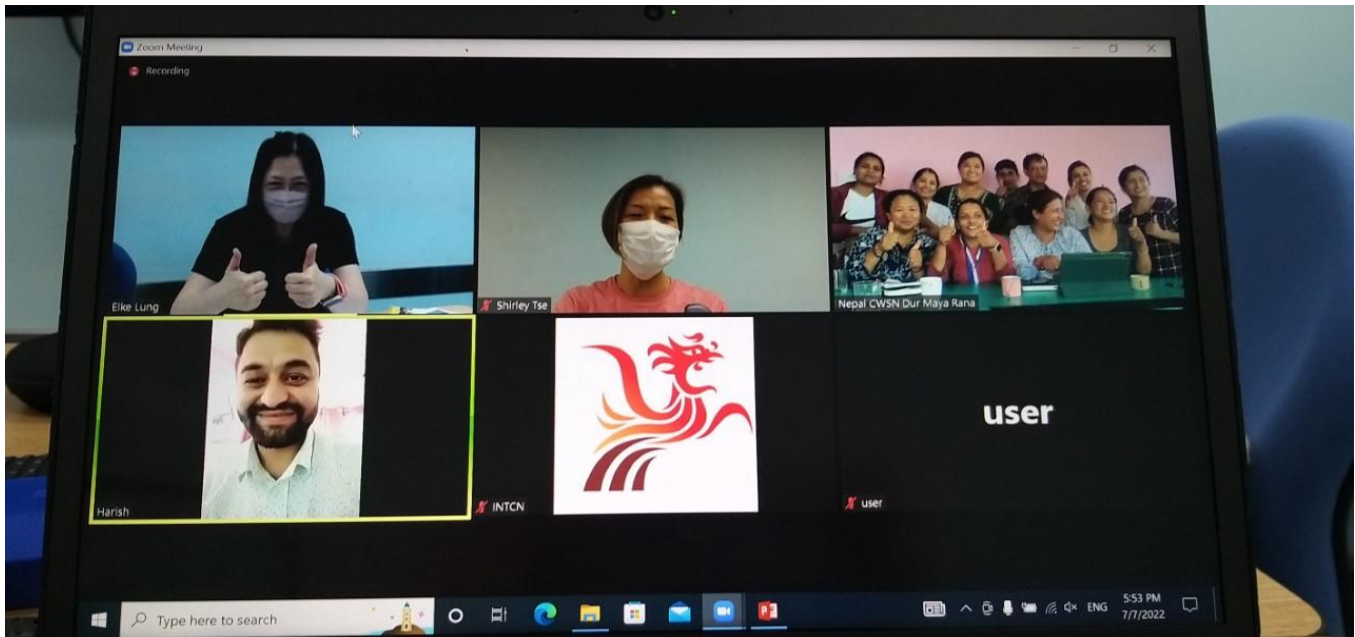 Zoom Meeting
Recording
Elke Lung
Shirley Tse
Nepal CWSN Dur Maya Rana
Harish
INTCN
user
user
Type here to search
ENG
5:53 PM
7/7/2022